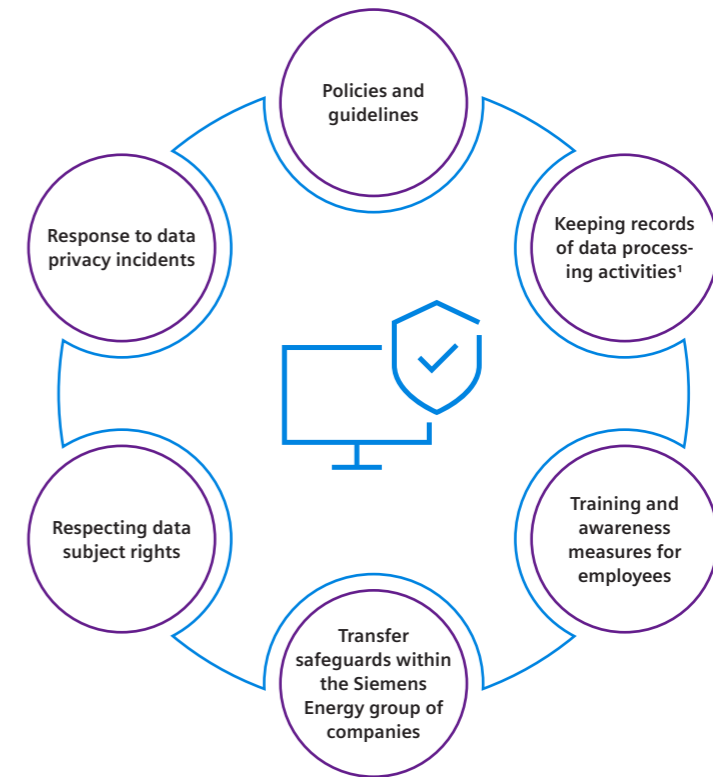 Policies and
guidelines
Keeping records
of data process-
ing activities¹
Training and
awareness
measures for
employees
Transfer
safeguards within
the Siemens
Energy group of
companies
Respecting data
subject rights
Response to data
privacy incidents